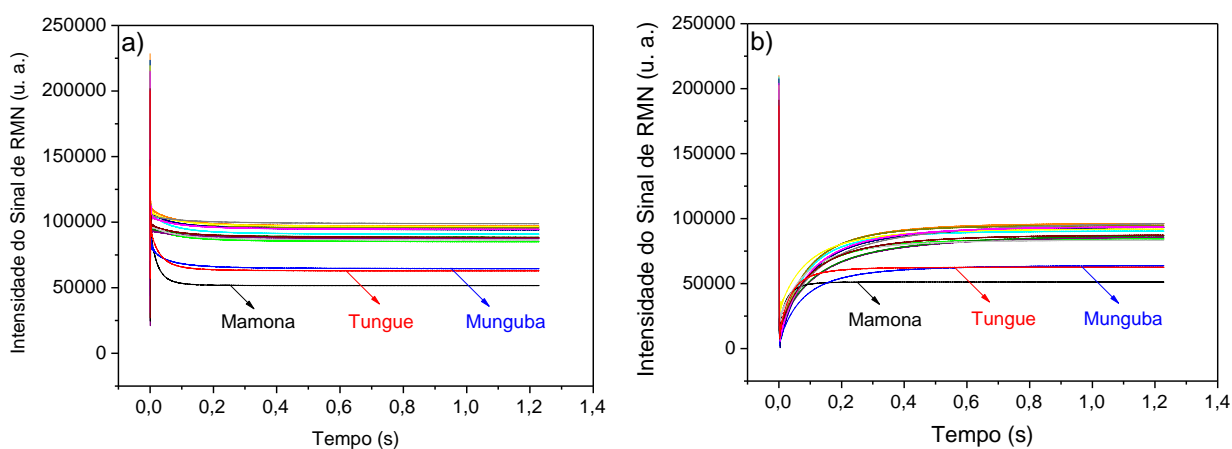 a)
Intensidade do Sinal de RMN (u. a.)
250000
200000
150000
100000
50000
0
Mamona
Tungue
Munguba
0,0
0,2
0,4
0,6
0,8
1,0
1,2
1,4
Tempo (s)
b)
Intensidade do Sinal de RMN (u. a.)
250000
200000
150000
100000
50000
0
Mamona
Tungue
Munguba
0,0
0,2
0,4
0,6
0,8
1,0
1,2
1,4
Tempo (s)